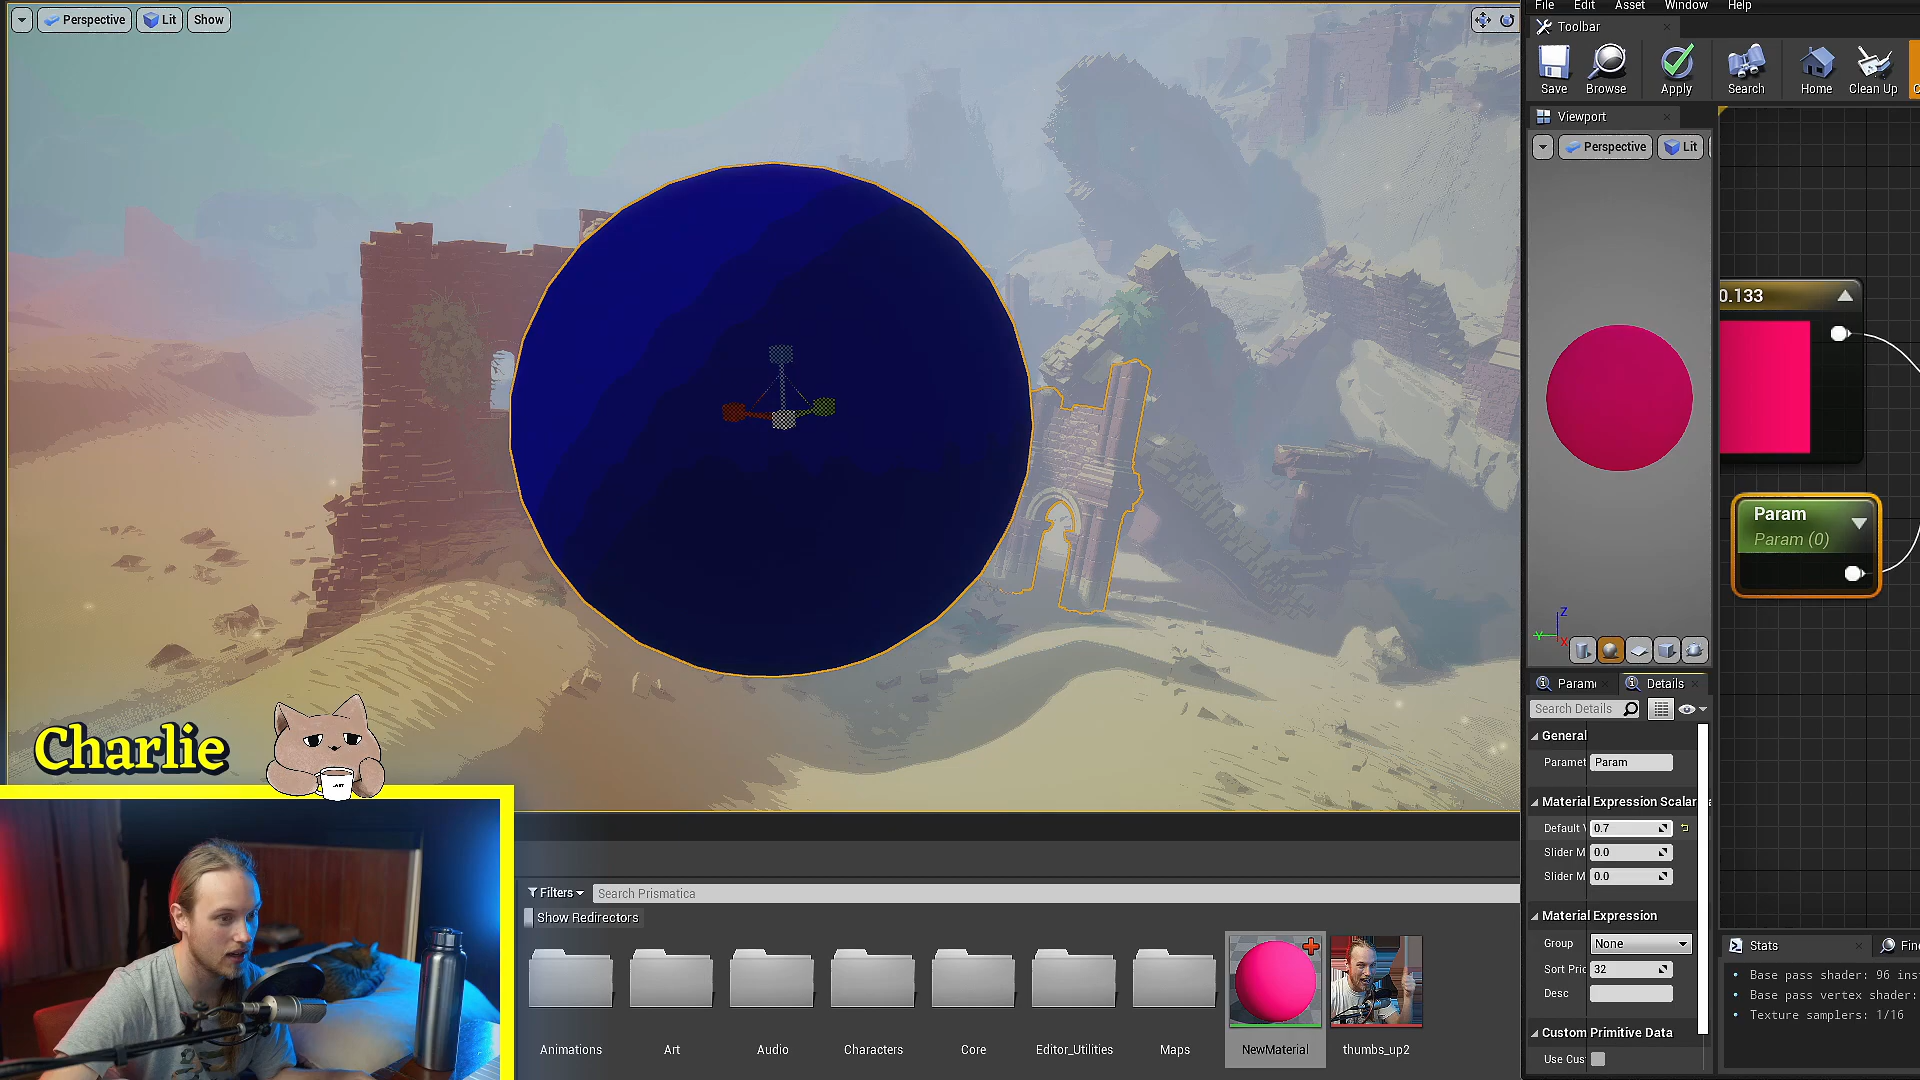 Perspective
Lit
Show
Charlie
Filters
Search Prismatica
Show Redirectors
Animations
Art
Audio
Characters
Core
Editor_Utilities
Maps
NewMaterial
thumbs_up2
File
Edit
Asset
Window
Help
Toolbar
Save
Browse
Apply
Search
Home
Clean Up
Viewport
Perspective
Lit
Z
Y
X
0.133
Param
Param (0)
Param
Details
Search Details
General
Paramet
Param
Material Expression Scalar
Default
0.7
Slider M
0.0
Slider M
0.0
Material Expression
Group
None
Sort Pric
32
Desc
Custom Primitive Data
Use Cus
Stats
Fin
Base pass shader: 96 ins
Base pass vertex shader:
Texture samplers: 1/16